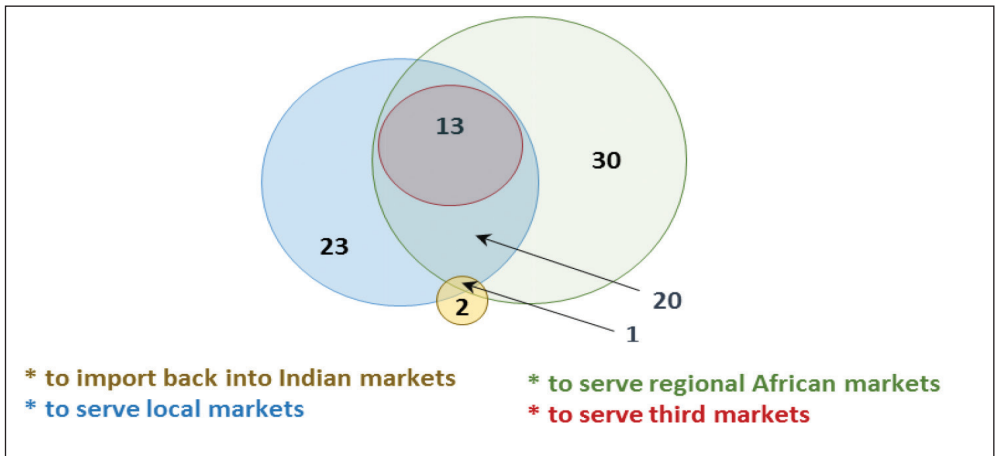 13
30
23
20
2
1
* to import back into Indian markets
* to serve local markets
* to serve regional African markets
* to serve third markets